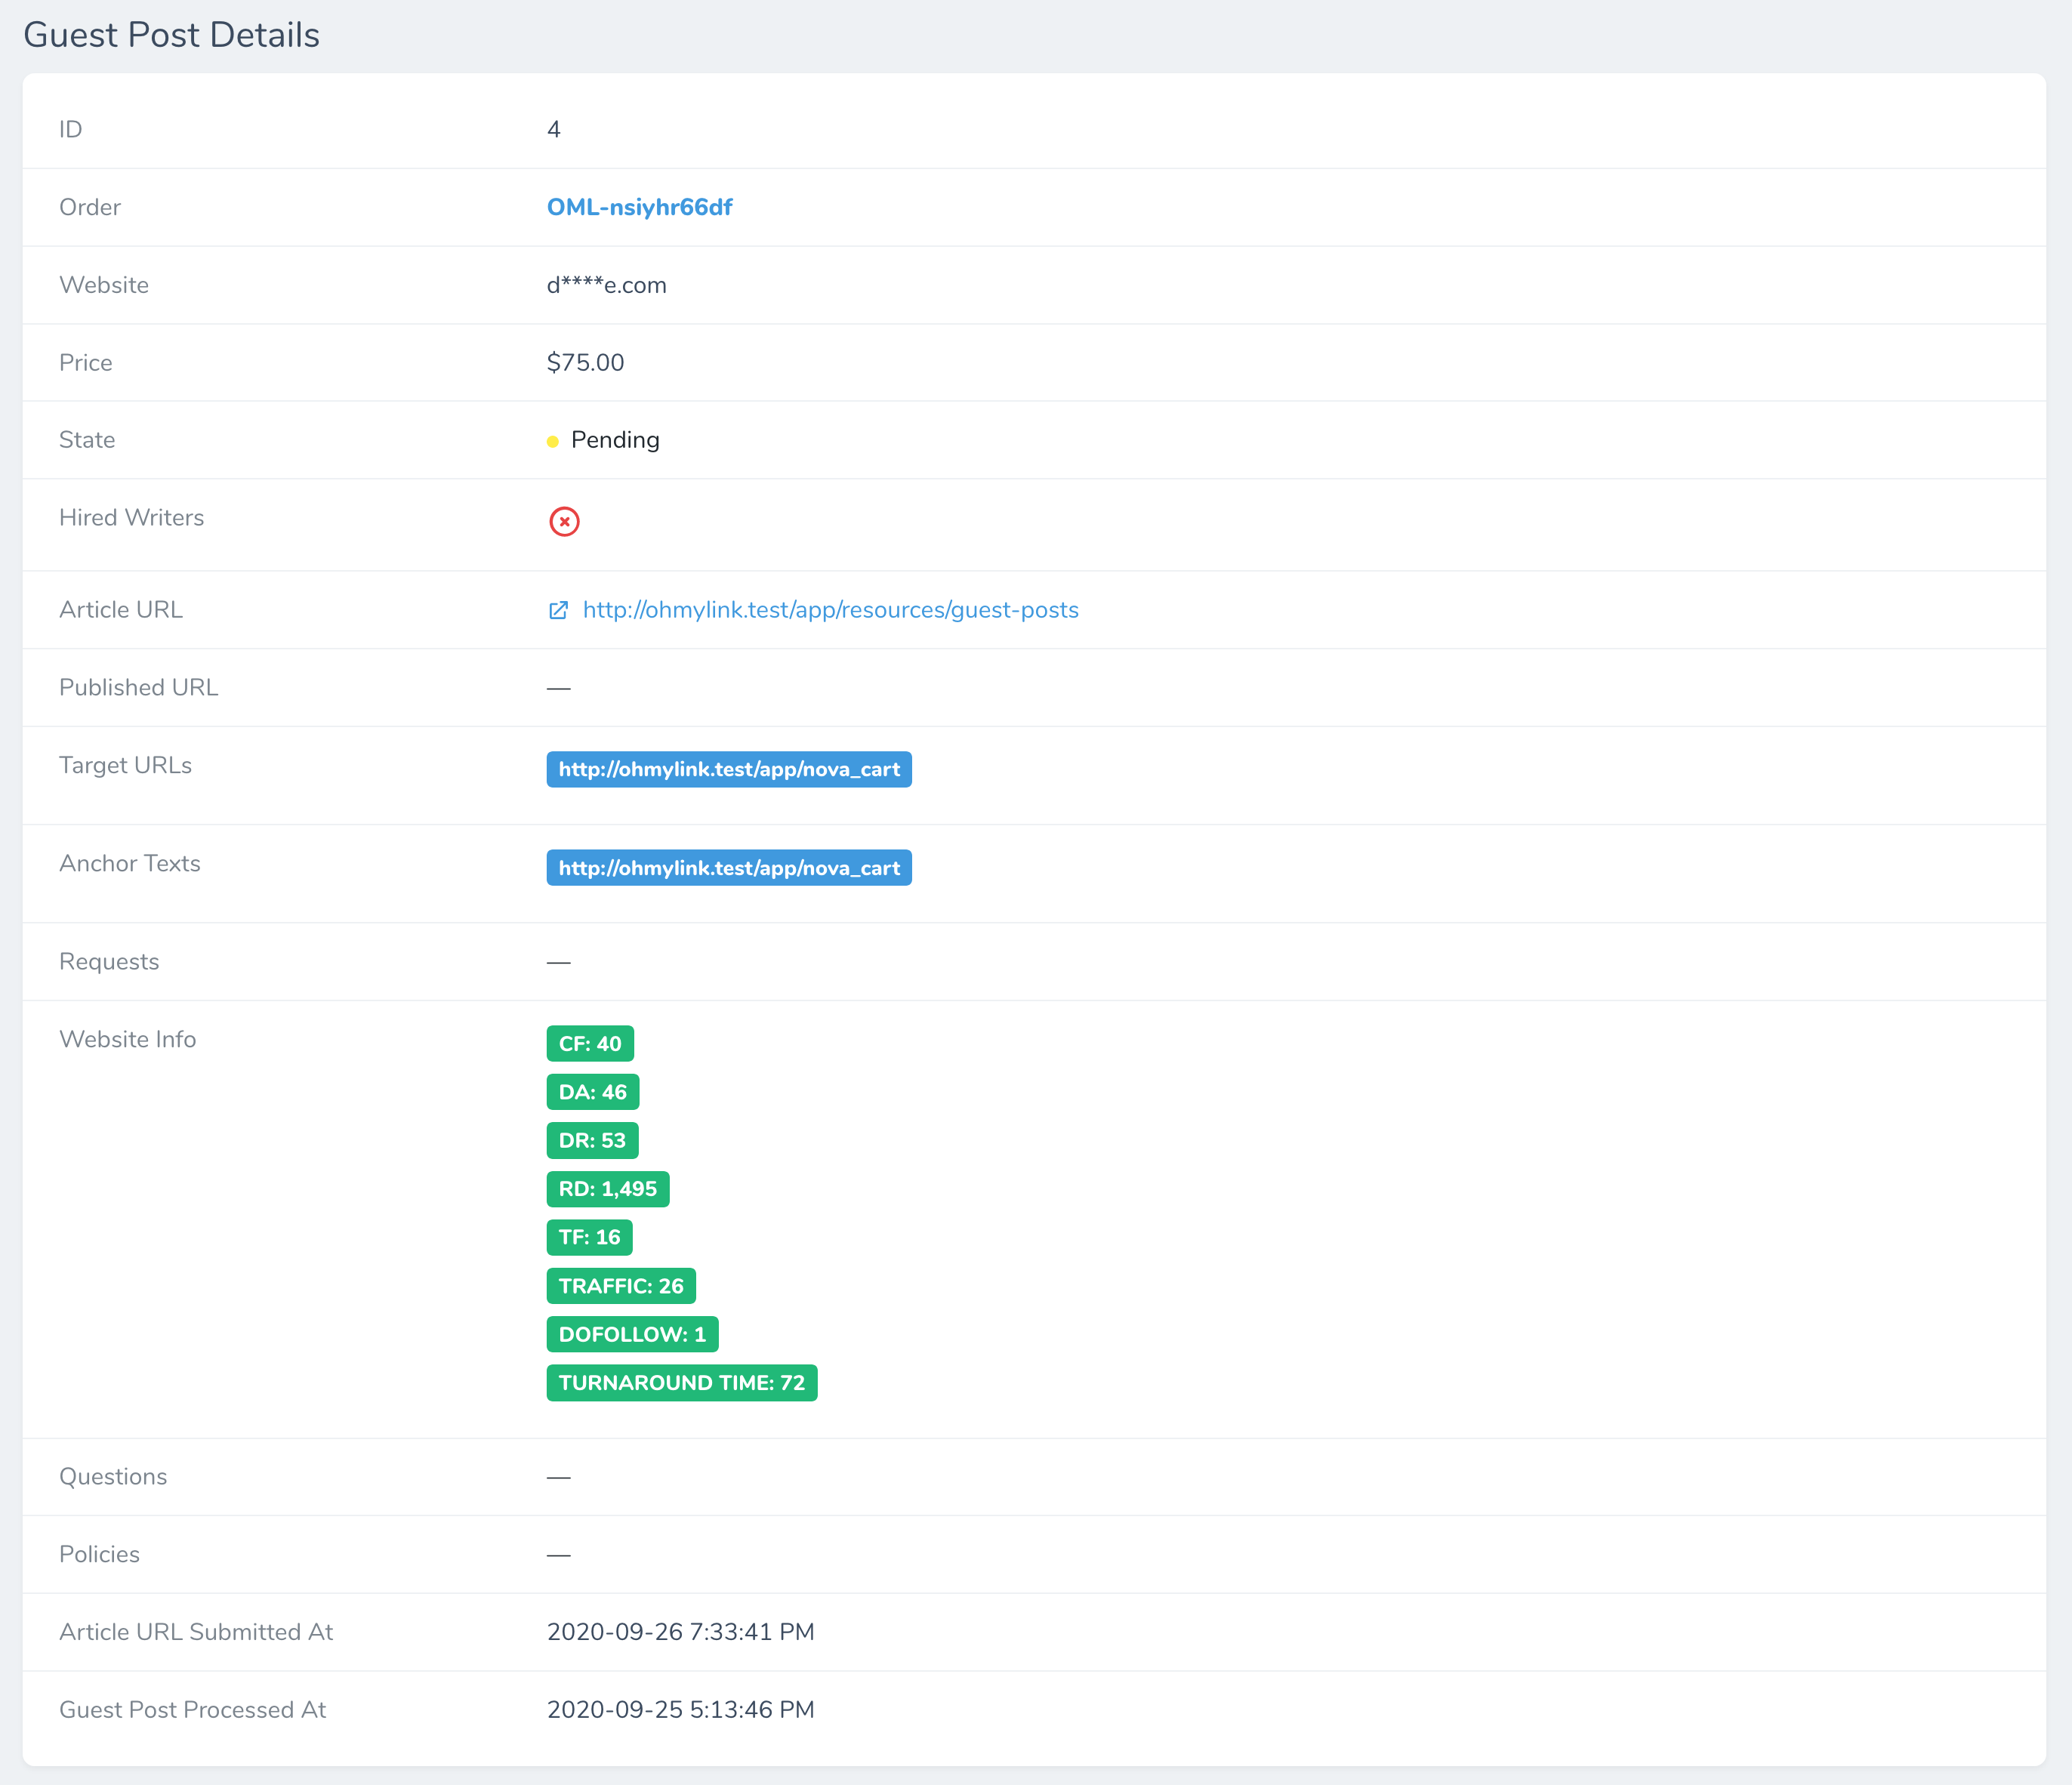 Guest Post Details
ID 4
Order OML-nsiyhr66df
Website d****e.com
Price $75.00
State Pending
Hired Writers
Article URL http://ohmylink.test/app/resources/guest-posts
Published URL —
Target URLs http://ohmylink.test/app/nova_cart
Anchor Texts http://ohmylink.test/app/nova_cart
Requests —
Website Info CF: 40
DA: 46
DR: 53
RD: 1,495
TF: 16
TRAFFIC: 26
DOFOLLOW: 1
TURNAROUND TIME: 72
Questions —
Policies —
Article URL Submitted At 2020-09-26 7:33:41 PM
Guest Post Processed At 2020-09-25 5:13:46 PM